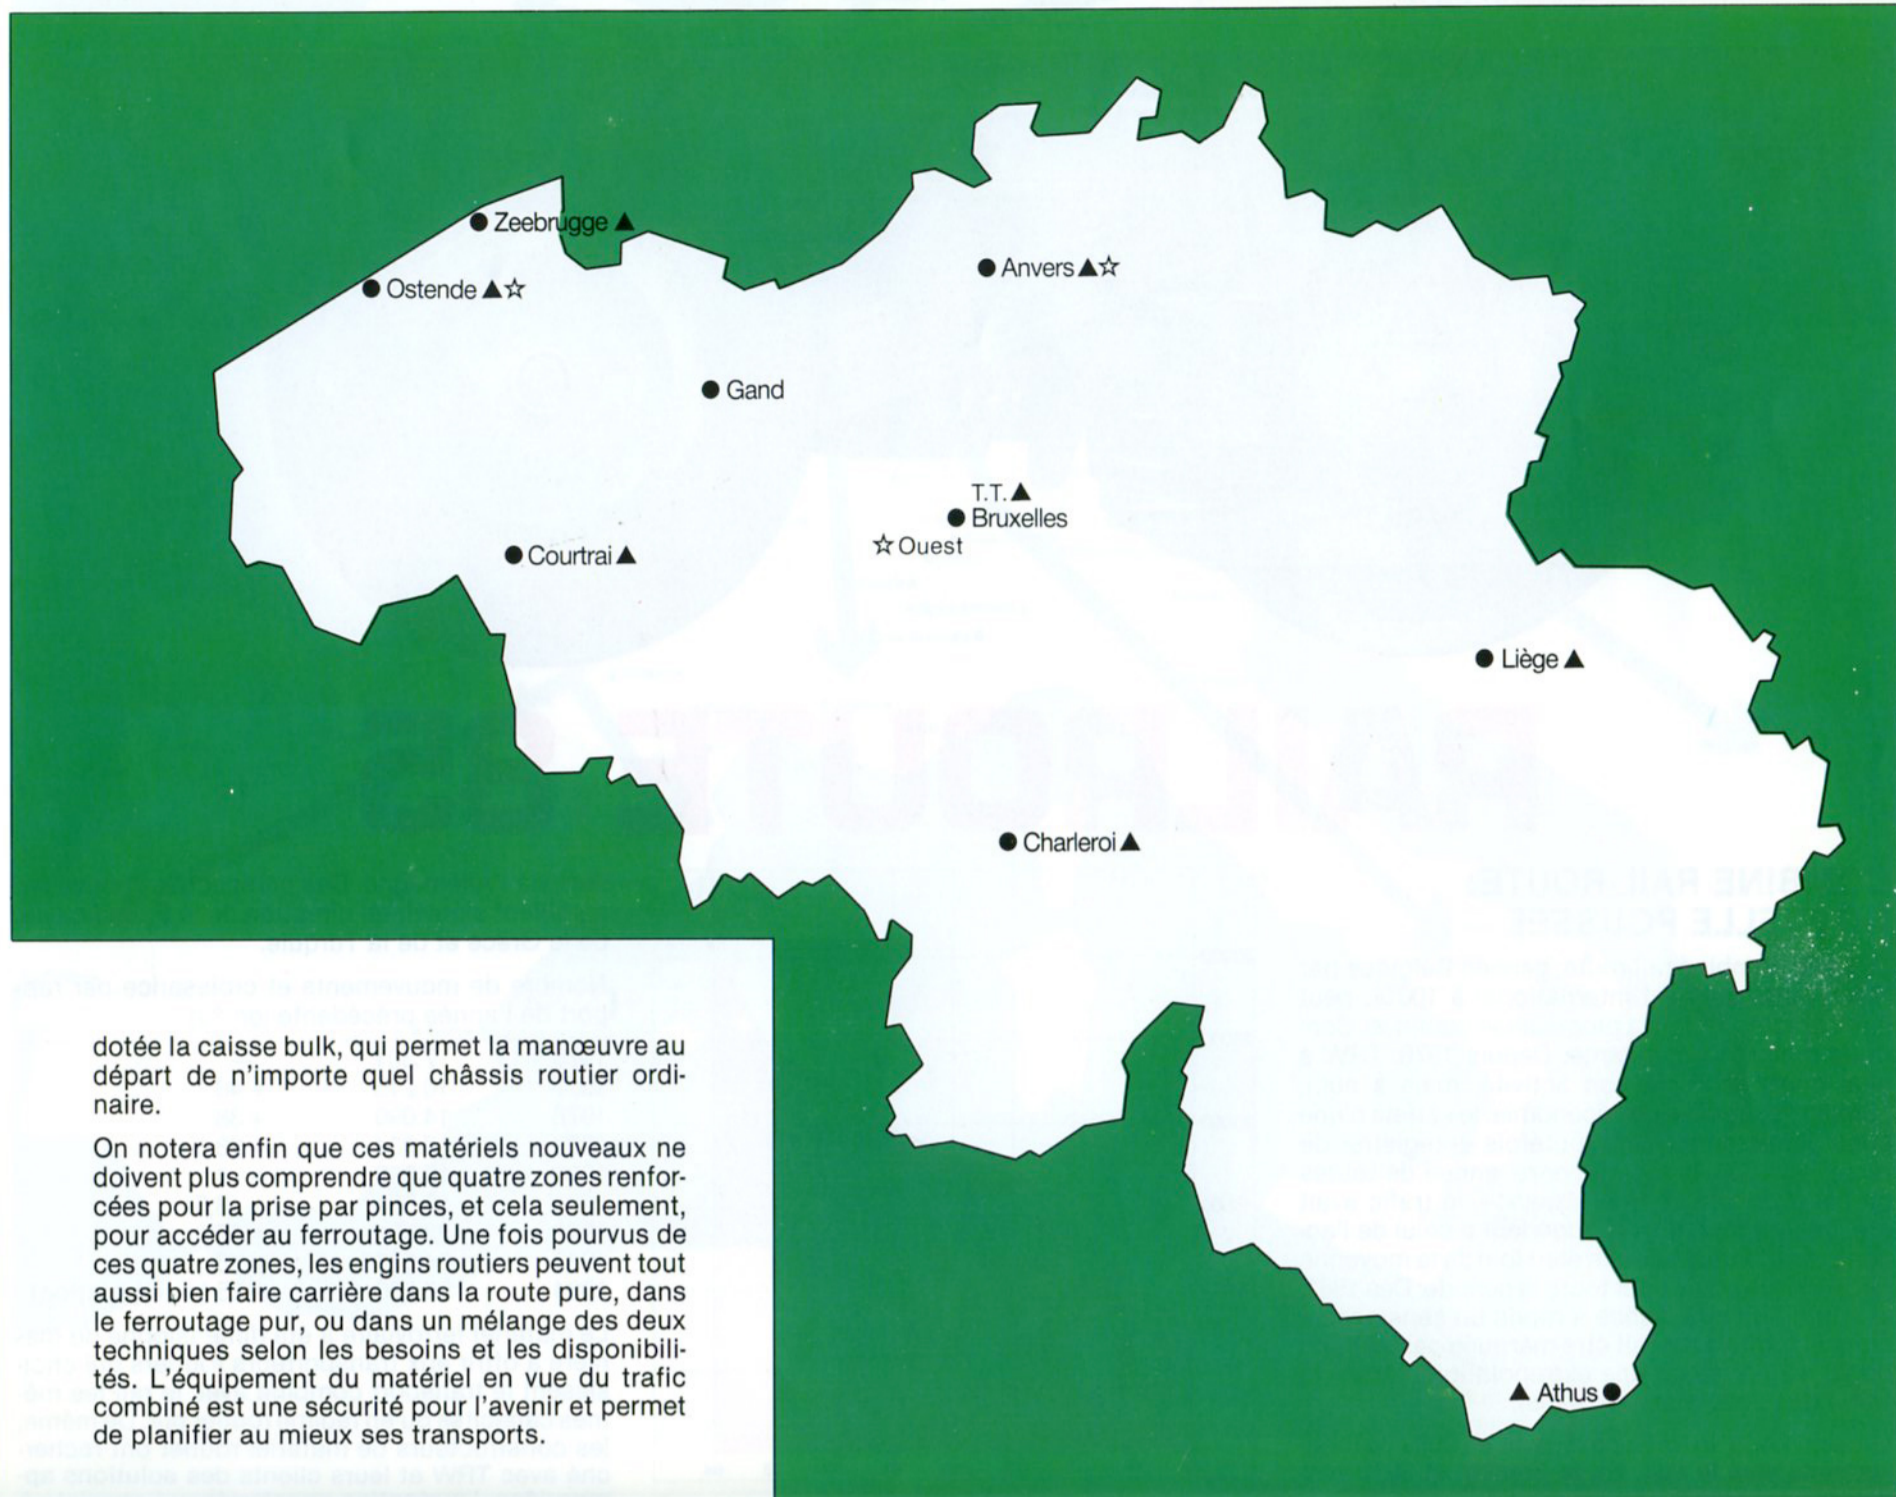 ● Zeebrugge ▲
● Ostende ▲☆
● Anvers ▲☆
● Gand
T.T. ▲
● Bruxelles
☆ Ouest
● Courtrai ▲
● Liège ▲
● Charleroi ▲
▲ Athus ●
dotée la caisse bulk, qui permet la manœuvre au
départ de n'importe quel châssis routier ordi-
naire.
On notera enfin que ces matériels nouveaux ne
doivent plus comprendre que quatre zones renfor-
cées pour la prise par pinces, et cela seulement,
pour accéder au ferroutage. Une fois pourvus de
ces quatre zones, les engins routiers peuvent tout
aussi bien faire carrière dans la route pure, dans
le ferroutage pur, ou dans un mélange des deux
techniques selon les besoins et les disponibili-
tés. L'équipement du matériel en vue du trafic
combiné est une sécurité pour l'avenir et permet
de planifier au mieux ses transports.